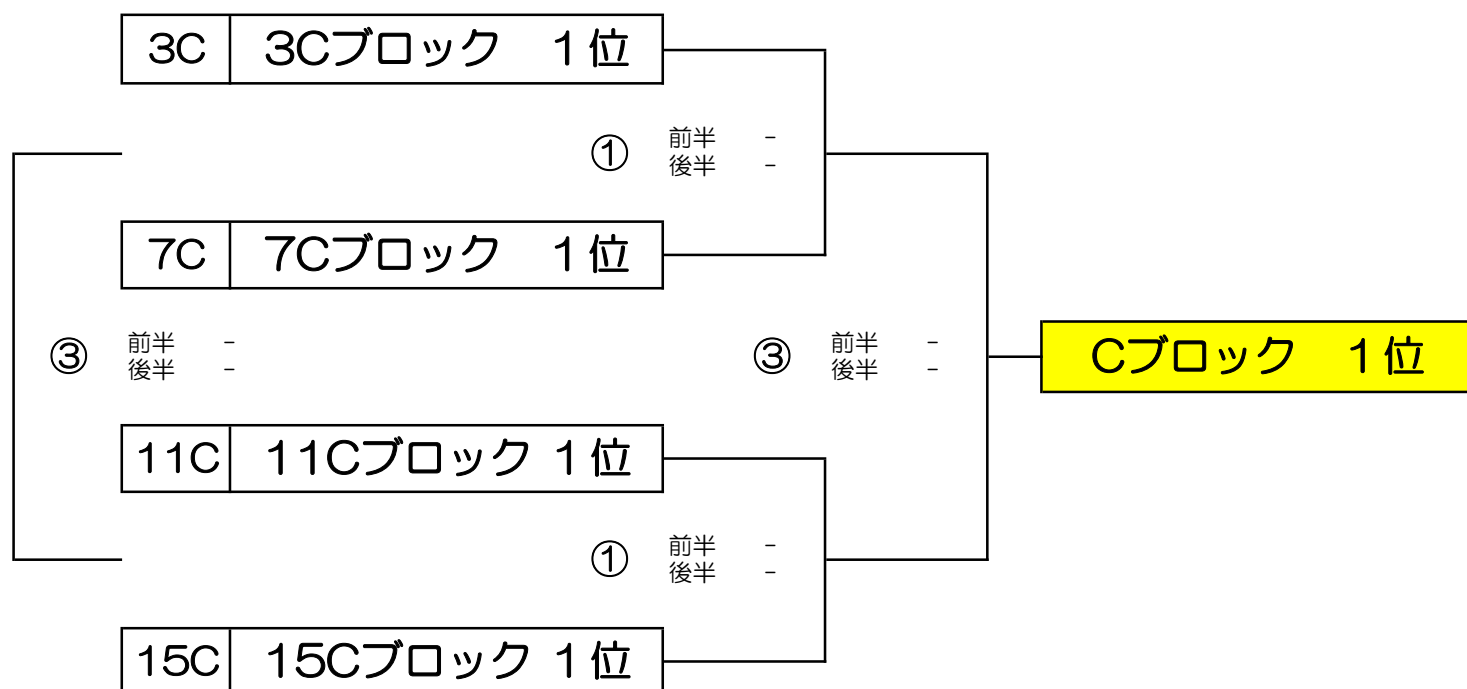 3C 3Cブロック　1位
① 前半 -
後半 -
7C 7Cブロック　1位
③ 前半 -
後半 -
③ 前半 -
後半 -
Cブロック　1位
11C 11Cブロック 1位
① 前半 -
後半 -
15C 15Cブロック 1位